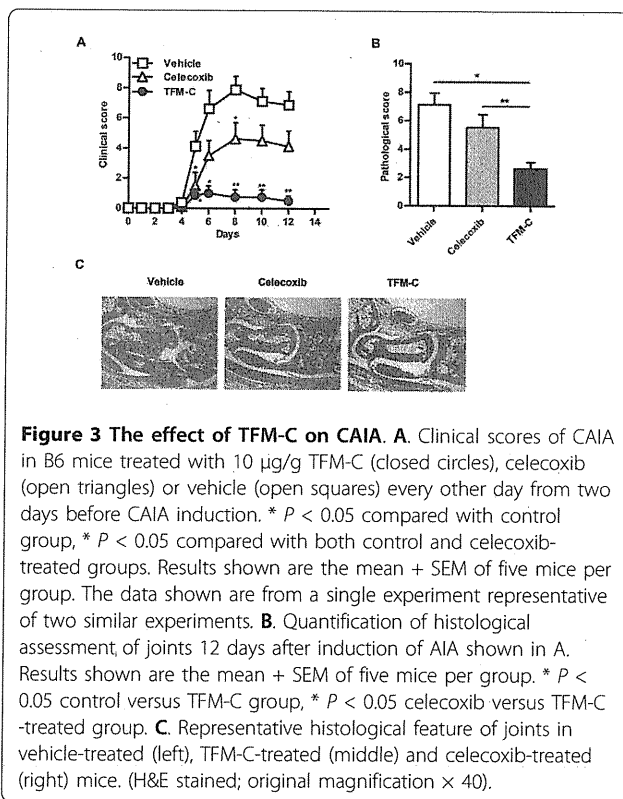 A
B
Vehicle
Celecoxib
TFM-C
Clinical score
10
8
6
4
2
0
0 2 4 6 8 10 12 14
Days
* * * * ** ** **
Pathological score
10
8
6
4
2
0
*
**
Vehicle
Celecoxib
TFM-C
C
Vehicle Celecoxib TFM-C
Figure 3 The effect of TFM-C on CAIA. A. Clinical scores of CAIA
in B6 mice treated with 10 μg/g TFM-C (closed circles), celecoxib
(open triangles) or vehicle (open squares) every other day from two
days before CAIA induction. * P < 0.05 compared with control
group, * P < 0.05 compared with both control and celecoxib-
treated groups. Results shown are the mean + SEM of five mice per
group. The data shown are from a single experiment representative
of two similar experiments. B. Quantification of histological
assessment of joints 12 days after induction of AIA shown in A.
Results shown are the mean + SEM of five mice per group. * P <
0.05 control versus TFM-C group, * P < 0.05 celecoxib versus TFM-C
-treated group. C. Representative histological feature of joints in
vehicle-treated (left), TFM-C-treated (middle) and celecoxib-treated
(right) mice. (H&E stained; original magnification × 40).